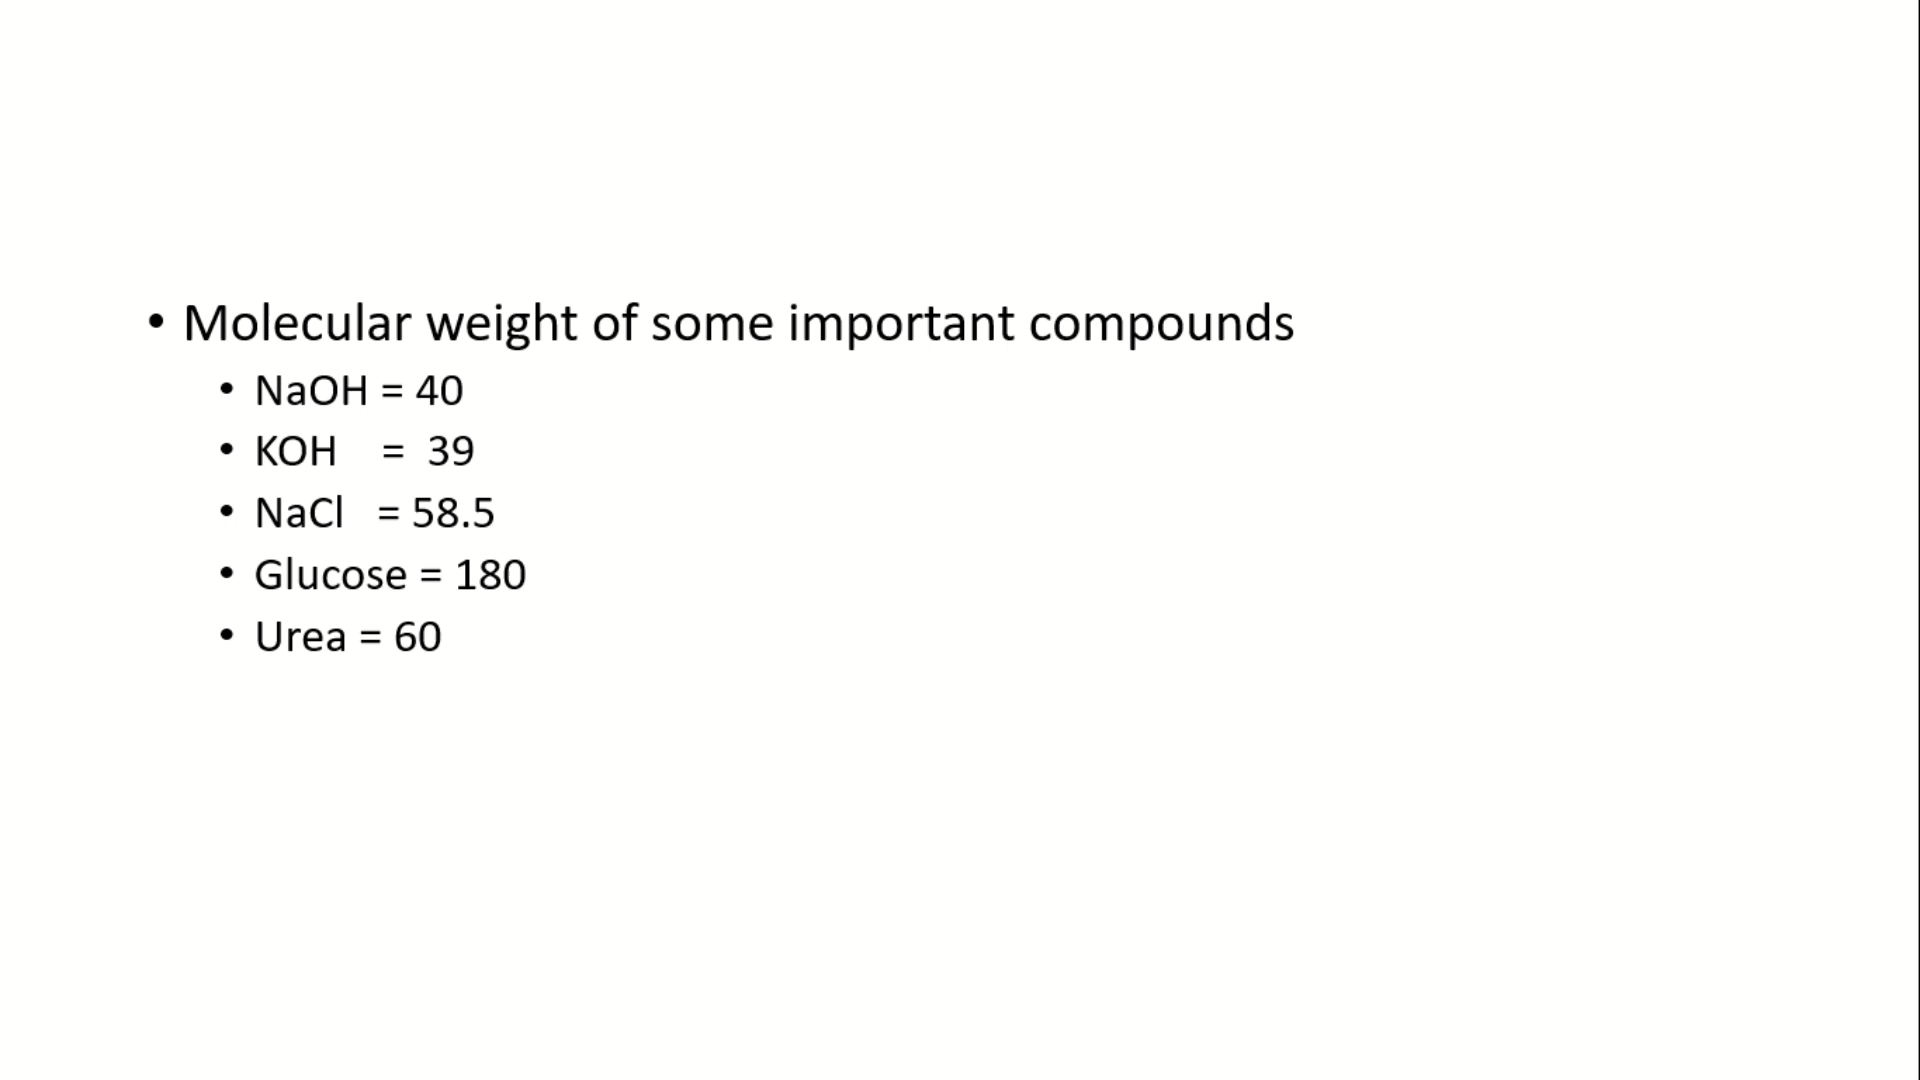 • Molecular weight of some important compounds
• NaOH = 40
• KOH = 39
• NaCl = 58.5
• Glucose = 180
• Urea = 60